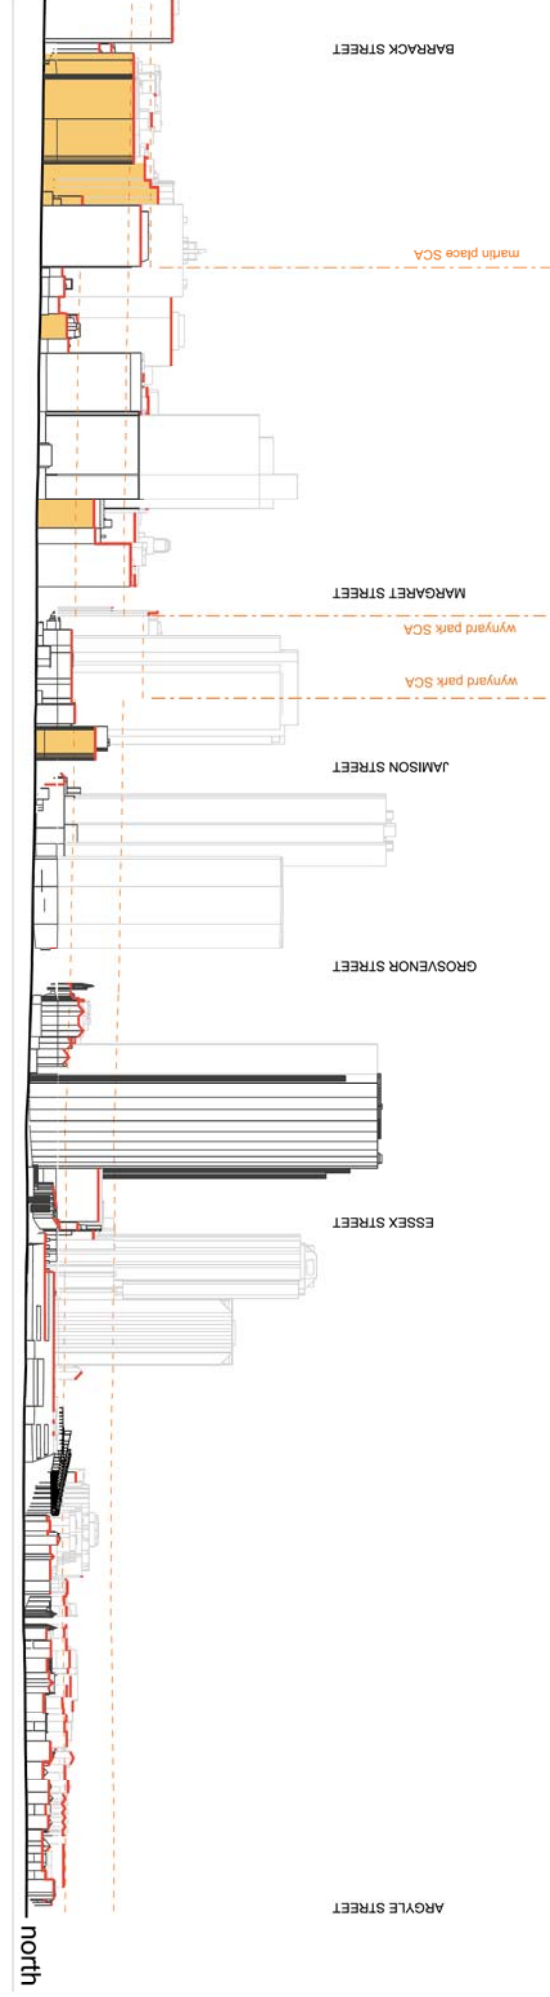 BARRACK STREET
martin place SCA
MARGARET STREET
wynyard park SCA
wynyard park SCA
JAMISON STREET
GROSVENOR STREET
ESSEX STREET
ARGYLE STREET
north